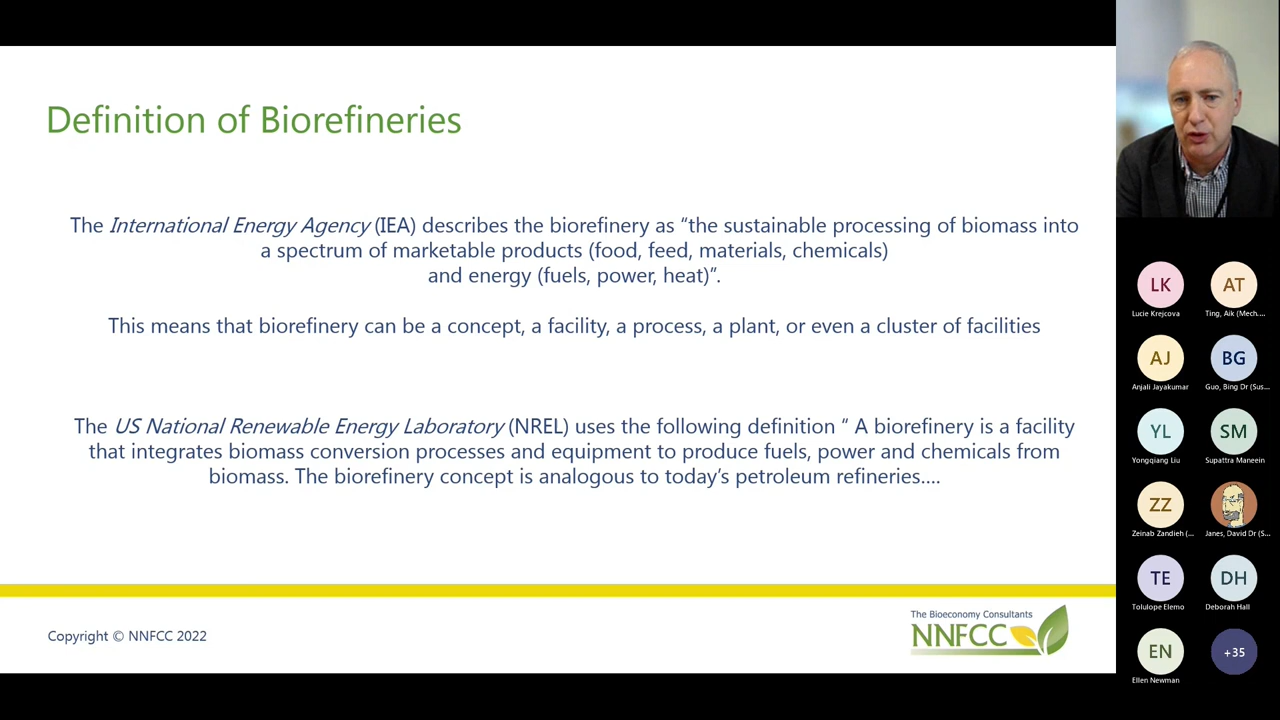 Definition of Biorefineries
The International Energy Agency (IEA) describes the biorefinery as “the sustainable processing of biomass into
a spectrum of marketable products (food, feed, materials, chemicals)
and energy (fuels, power, heat)”.
This means that biorefinery can be a concept, a facility, a process, a plant, or even a cluster of facilities
The US National Renewable Energy Laboratory (NREL) uses the following definition “ A biorefinery is a facility
that integrates biomass conversion processes and equipment to produce fuels, power and chemicals from
biomass. The biorefinery concept is analogous to today’s petroleum refineries....
Copyright © NNFCC 2022
The Bioeconomy Consultants
NNFCC
LK
AT
Lucie Krejcova
Ting, Aik (Mech....
AJ
BG
Anjali Jayakumar
Guo, Bing Dr (Sus...
YL
SM
Yongqiang Liu
Supattra Maneein
ZZ
Zeinab Zandieh (...
Janes, David Dr (S...
TE
DH
Tolulope Elemo
Deborah Hall
EN
+35
Ellen Newman